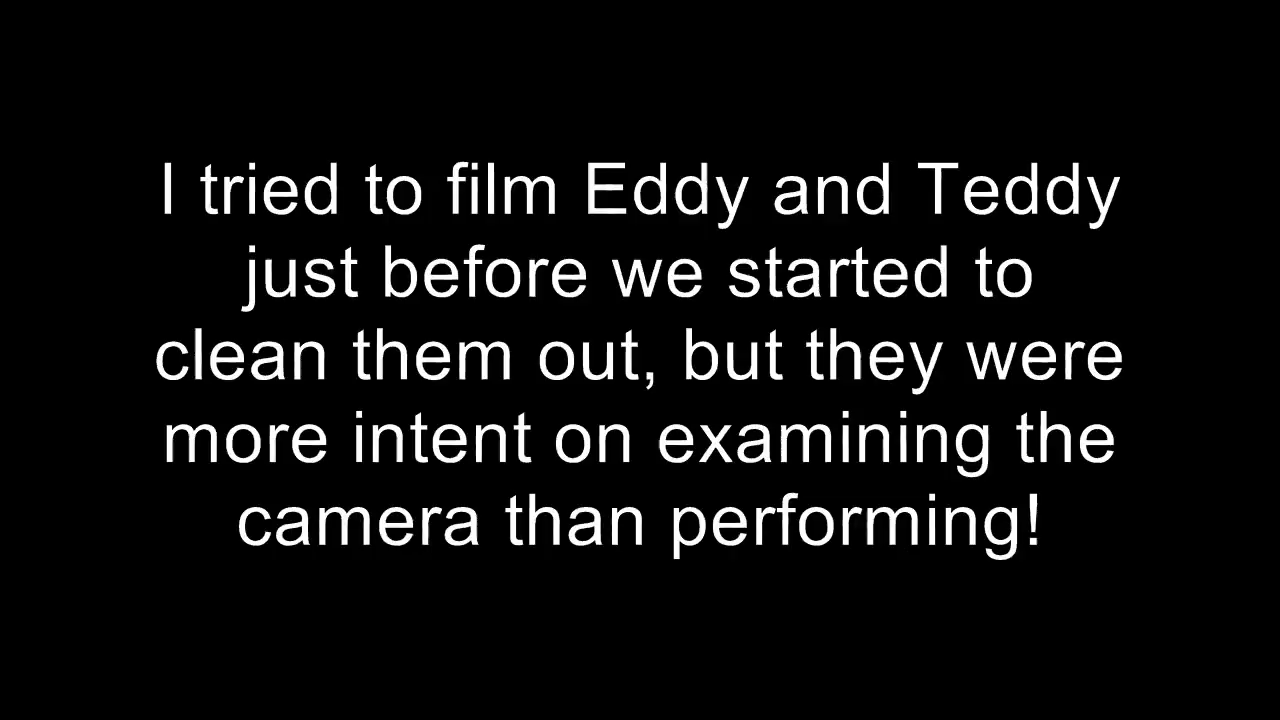 I tried to film Eddy and Teddy
just before we started to
clean them out, but they were
more intent on examining the
camera than performing!